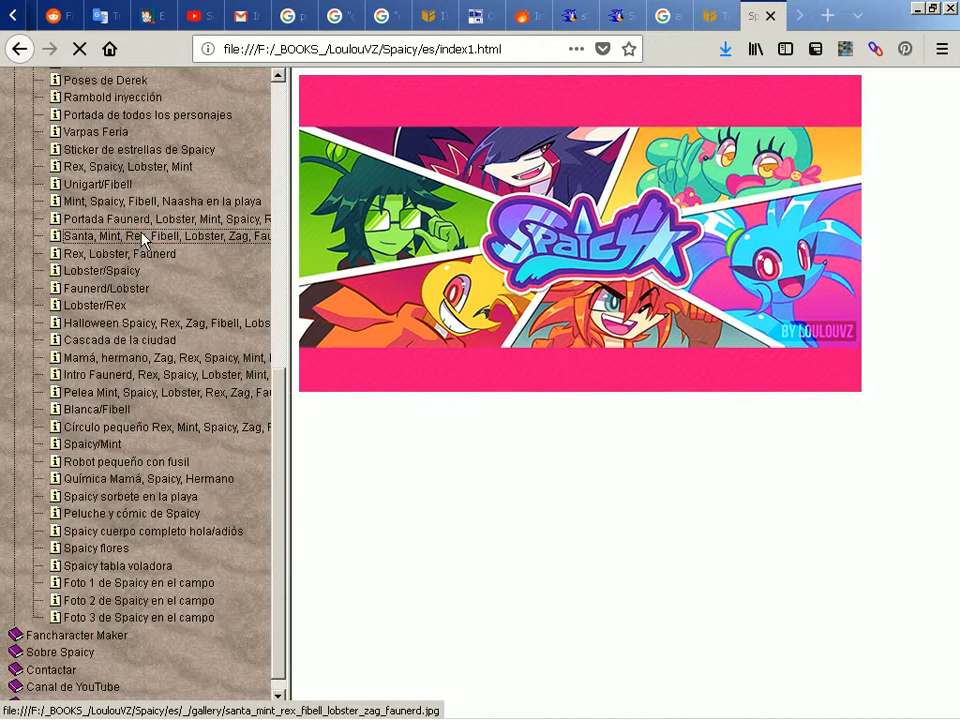 Sp
file:///F:/_BOOKS_/LoulouVZ/Spaicy/es/index1.html
Poses de Derek
Rambold inyección
Portada de todos los personajes
Varpas Feria
Sticker de estrellas de Spaicy
Rex, Spaicy, Lobster, Mint
Unigart/Fibell
Mint, Spaicy, Fibell, Naasha en la playa
Portada Faunerd, Lobster, Mint, Spaicy, R
Santa, Mint, Rex, Fibell, Lobster, Zag, Fau
Rex, Lobster, Faunerd
Lobster/Spaicy
Faunerd/Lobster
Lobster/Rex
Halloween Spaicy, Rex, Zag, Fibell, Lobs
Cascada de la ciudad
Mamá, hermano, Zag, Rex, Spaicy, Mint,
Intro Faunerd, Rex, Spaicy, Lobster, Mint,
Pelea Mint, Spaicy, Lobster, Rex, Zag, Fau
Blanca/Fibell
Círculo pequeño Rex, Mint, Spaicy, Zag, F
Spaicy/Mint
Robot pequeño con fusil
Química Mamá, Spaicy, Hermano
Spaicy sorbete en la playa
Peluche y cómic de Spaicy
Spaicy cuerpo completo hola/adiós
Spaicy flores
Spaicy tabla voladora
Foto 1 de Spaicy en el campo
Foto 2 de Spaicy en el campo
Foto 3 de Spaicy en el campo
Fancharacter Maker
Sobre Spaicy
Contactar
Canal de YouTube
SPAICY
BY LOULOUVZ
file:///F:/_BOOKS_/LoulouVZ/Spaicy/es/_/gallery/santa_mint_rex_fibell_lobster_zag_faunerd.jpg